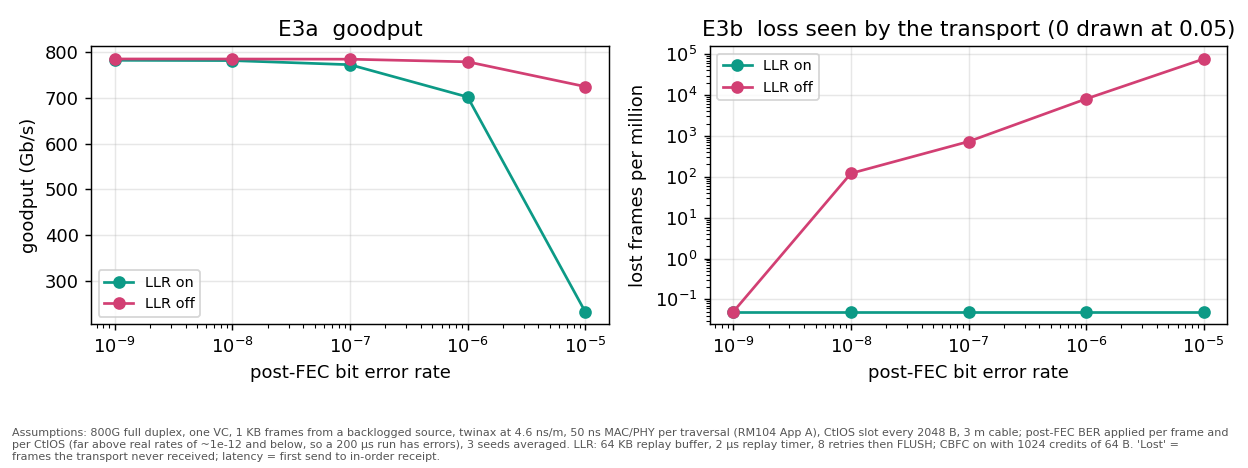 E3a  goodput
800
700
600
500
400
300
goodput (Gb/s)
LLR on
LLR off
10⁻⁹
10⁻⁸
10⁻⁷
10⁻⁶
10⁻⁵
post-FEC bit error rate
E3b  loss seen by the transport (0 drawn at 0.05)
10⁵
10⁴
10³
10²
10¹
10⁰
10⁻¹
lost frames per million
LLR on
LLR off
10⁻⁹
10⁻⁸
10⁻⁷
10⁻⁶
10⁻⁵
post-FEC bit error rate
Assumptions: 800G full duplex, one VC, 1 KB frames from a backlogged source, twinax at 4.6 ns/m, 50 ns MAC/PHY per traversal (RM104 App A), CtlOS slot every 2048 B, 3 m cable; post-FEC BER applied per frame and
per CtlOS (far above real rates of ~1e-12 and below, so a 200 µs run has errors), 3 seeds averaged. LLR: 64 KB replay buffer, 2 µs replay timer, 8 retries then FLUSH; CBFC on with 1024 credits of 64 B. 'Lost' =
frames the transport never received; latency = first send to in-order receipt.